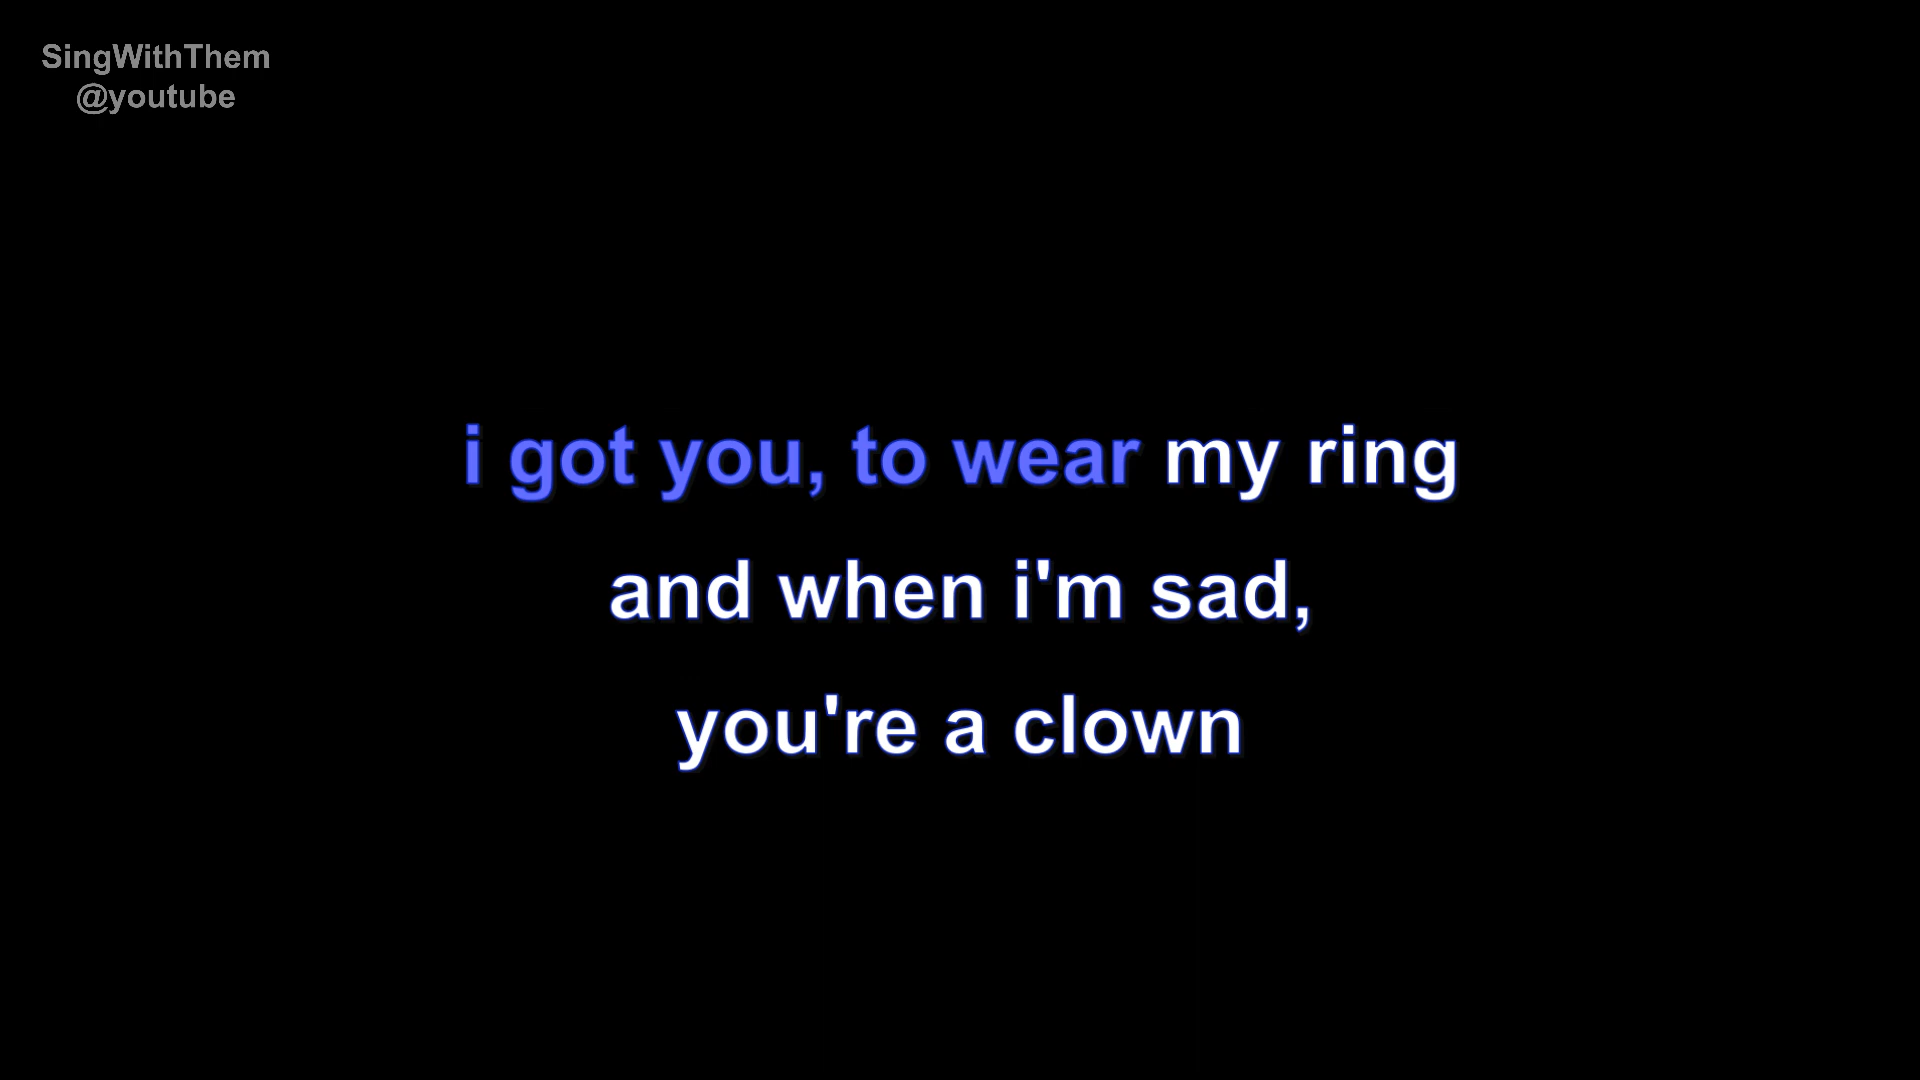 SingWithThem
@youtube
i got you, to wear my ring
and when i'm sad,
you're a clown